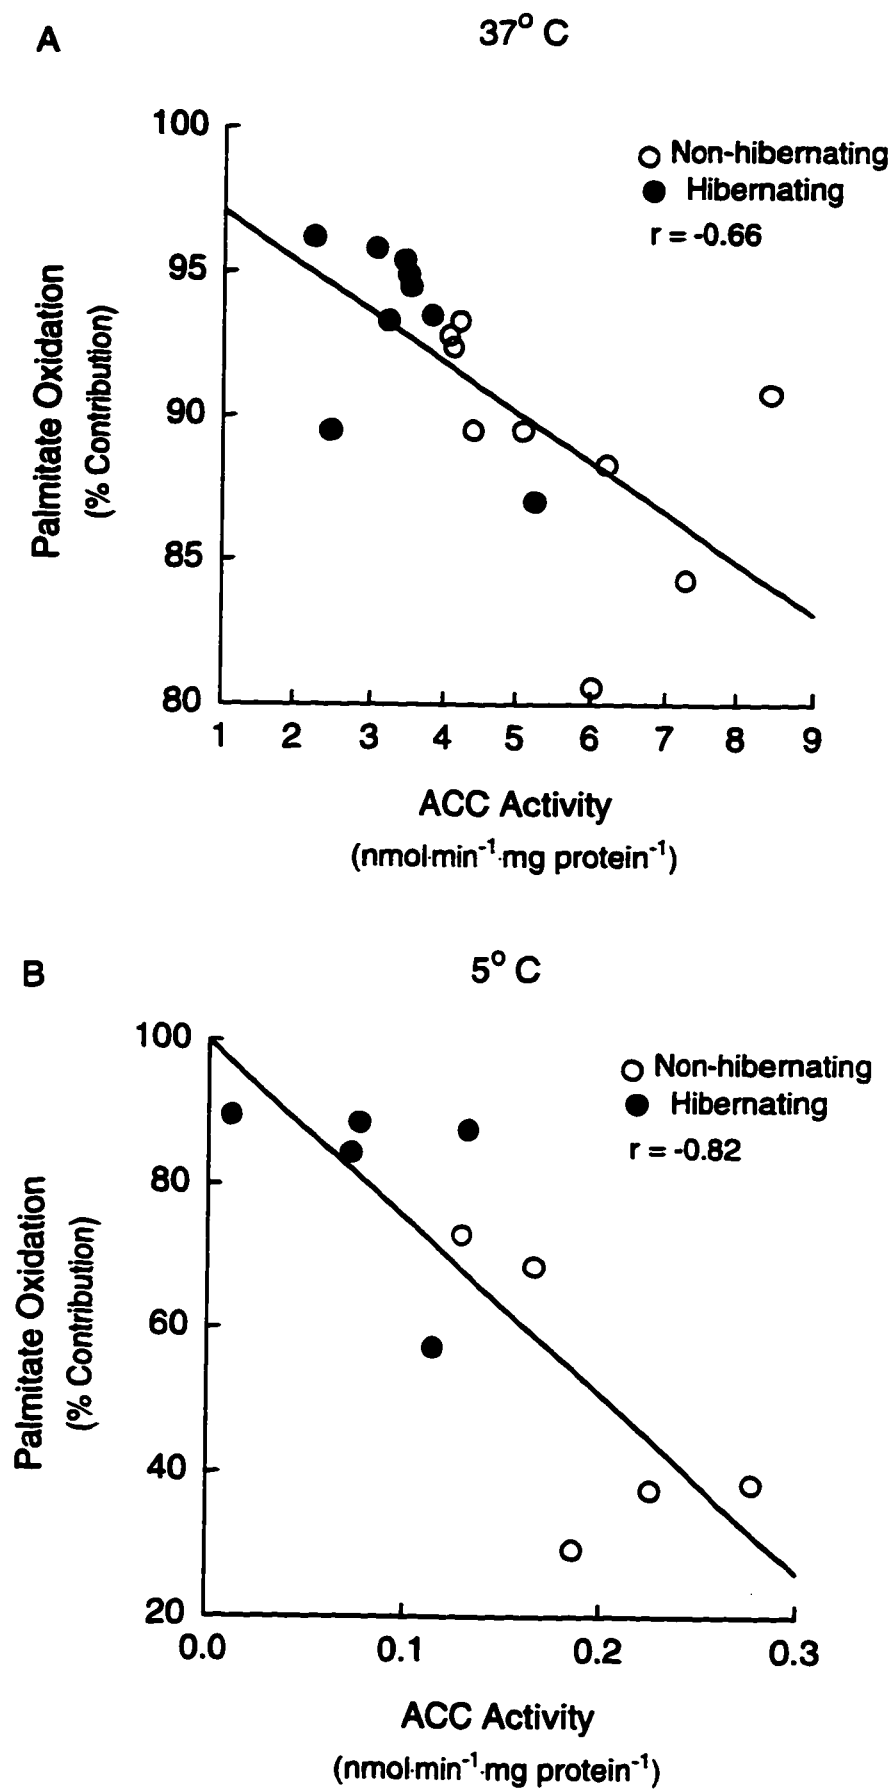 A
37° C
100
95
90
85
80
Palmitate Oxidation
(% Contribution)
Non-hibernating
Hibernating
r = -0.66
1 2 3 4 5 6 7 8 9
ACC Activity
(nmol·min⁻¹·mg protein⁻¹)
B
5° C
100
80
60
40
20
Palmitate Oxidation
(% Contribution)
Non-hibernating
Hibernating
r = -0.82
0.0 0.1 0.2 0.3
ACC Activity
(nmol·min⁻¹·mg protein⁻¹)